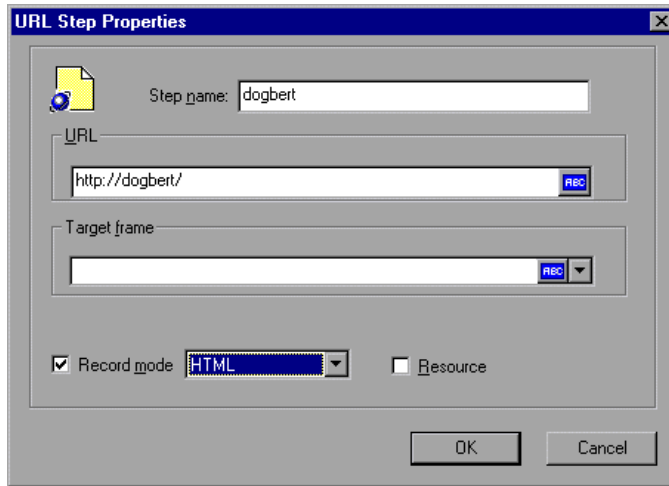 URL Step Properties
Step name: dogbert
URL
http://dogbert/
ABC
Target frame
ABC
Record mode HTML Resource
OK Cancel